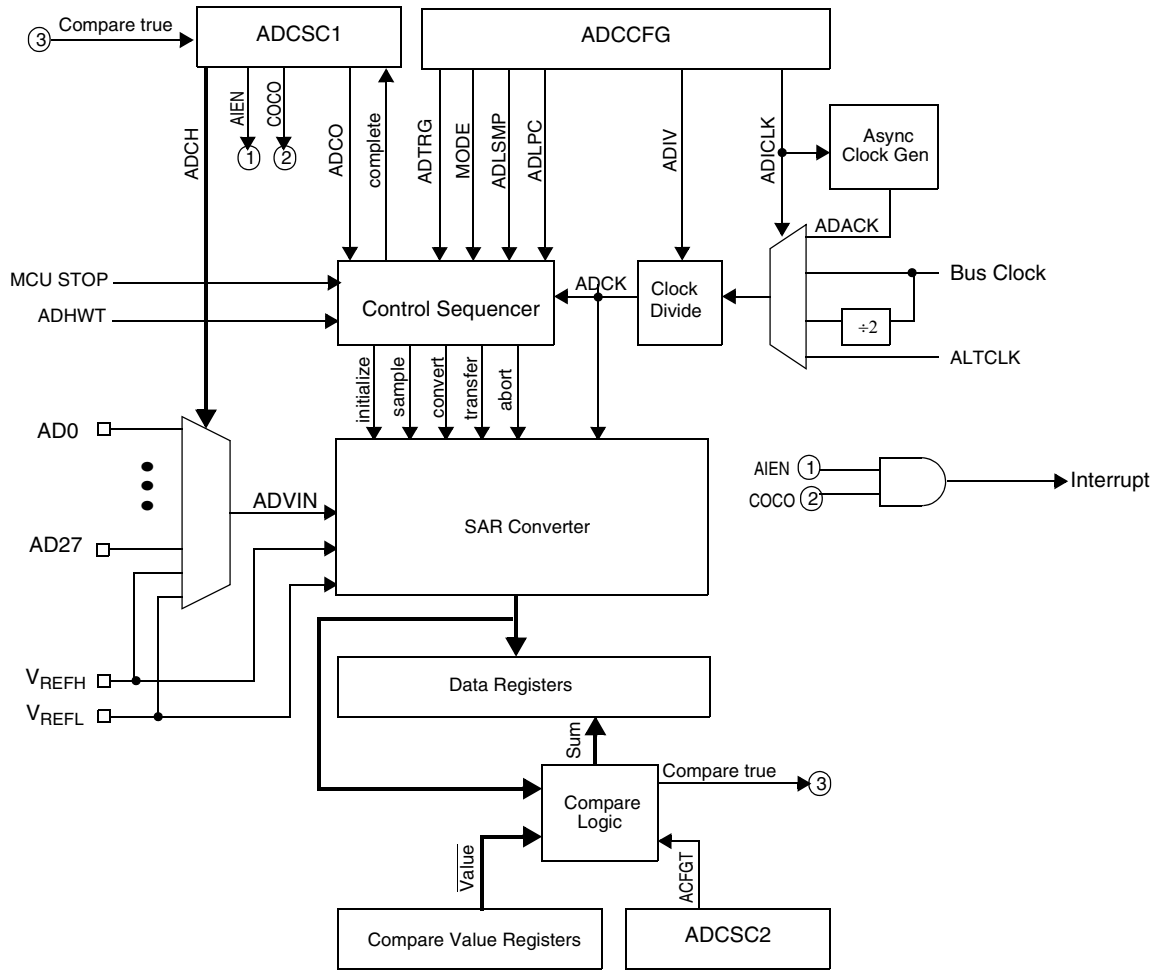 3 Compare true
ADCSC1
ADCCFG
ADCH
AIEN
COCO
ADCO
complete
ADTRG
MODE
ADLSMP
ADLPC
ADIV
ADICLK
1
2
Async
Clock Gen
ADACK
MCU STOP
ADHWT
Control Sequencer
ADCK
Clock
Divide
Bus Clock
÷2
ALTCLK
initialize
sample
convert
transfer
abort
AD0
AD27
ADVIN
SAR Converter
AIEN 1
COCO 2
Interrupt
VREFH
VREFL
Data Registers
Sum
Compare true
3
Compare
Logic
Value
ACFGT
Compare Value Registers
ADCSC2